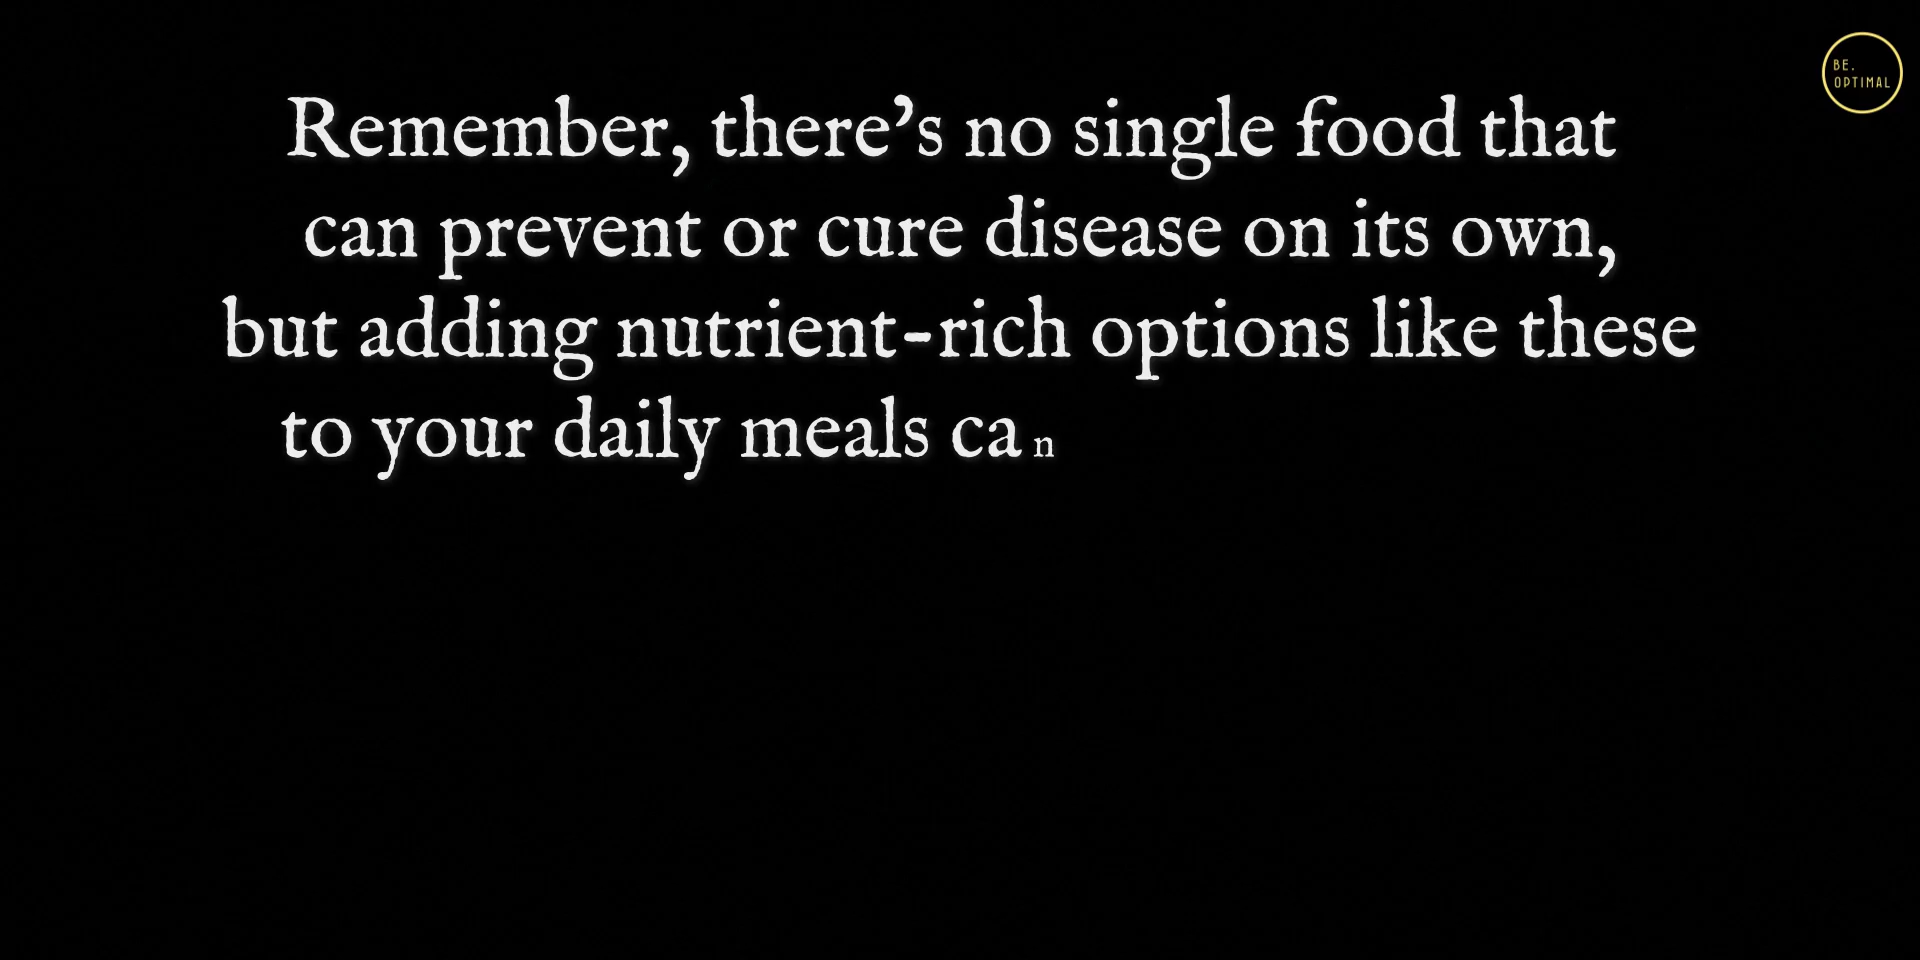 BE.
OPTIMAL
Remember, there’s no single food that
can prevent or cure disease on its own,
but adding nutrient-rich options like these
to your daily meals can